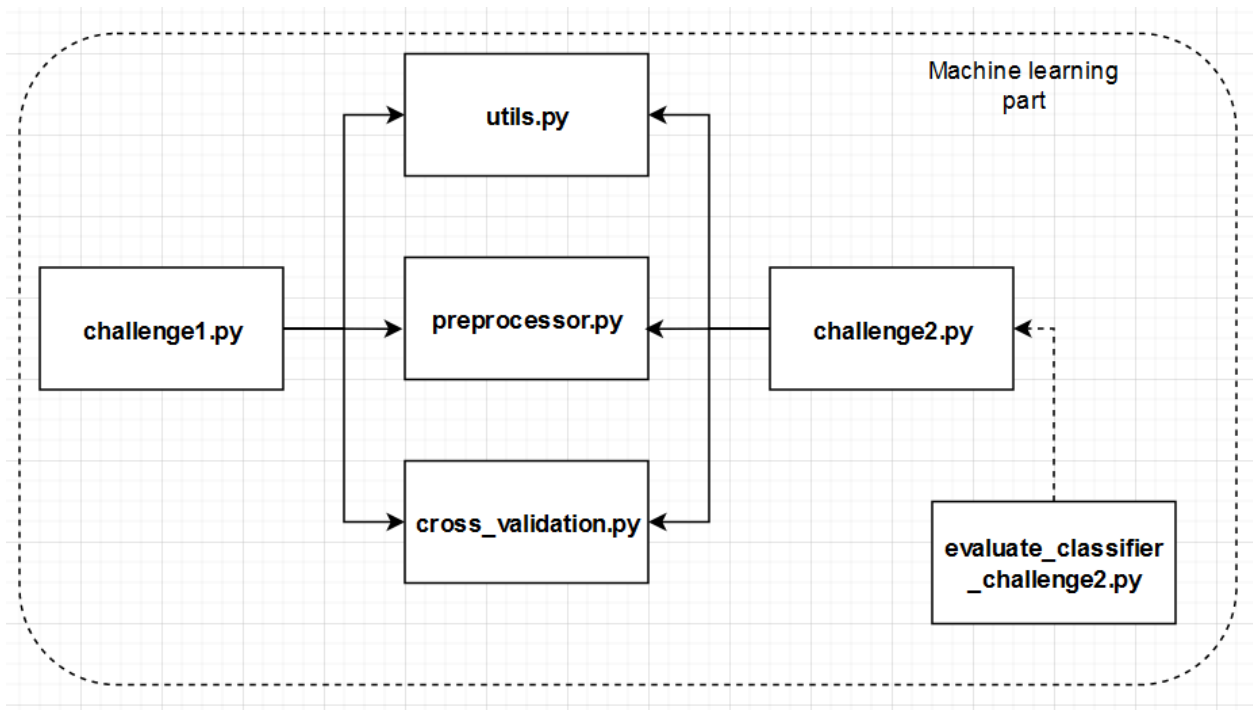 Machine learning
part
utils.py
challenge1.py
preprocessor.py
challenge2.py
cross_validation.py
evaluate_classifier
_challenge2.py